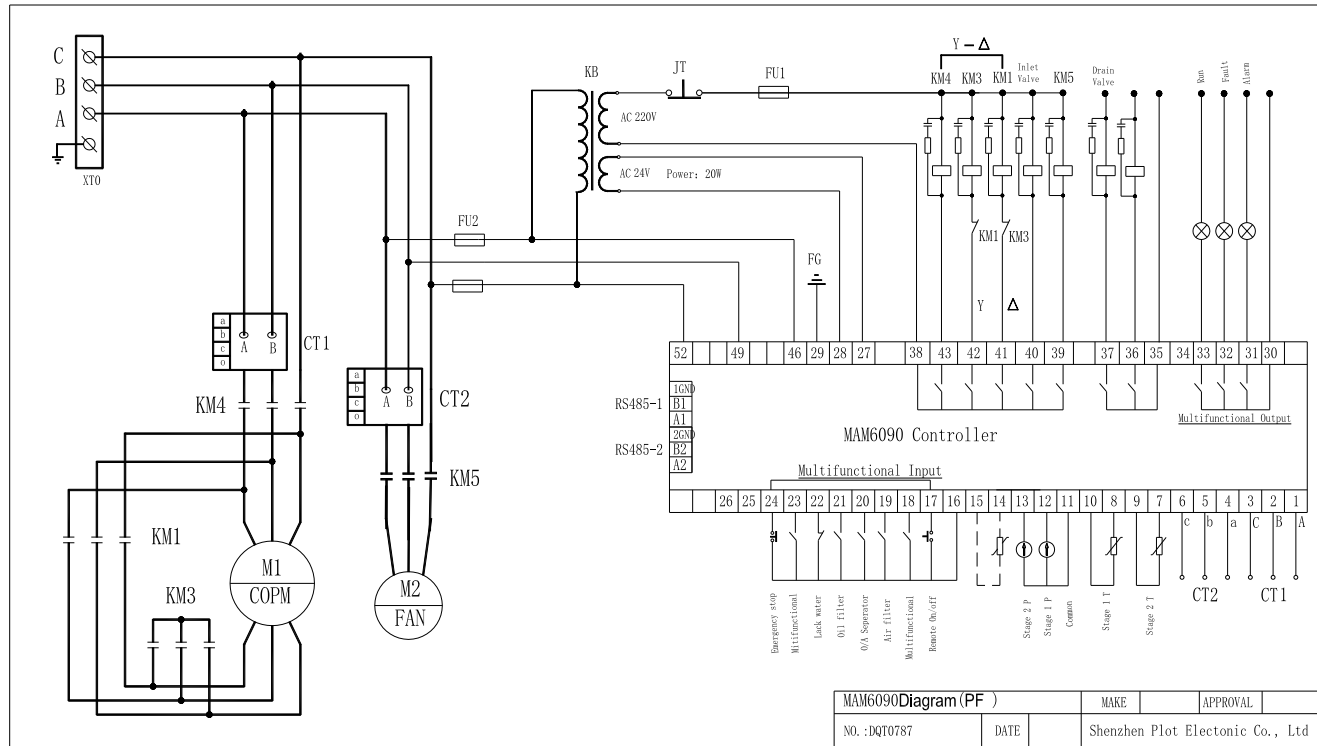 C
B
A
XT0
KB
JT
FU1
AC 220V
AC 24V
Power: 20W
Y - Δ
KM4 KM3 KM1 Inlet Valve KM5
Drain Valve
Run
Fault
Alarm
KM1 KM3
Y Δ
FU2
FG
a
b
c
o
A B
CT1
a
b
c
o
A B
CT2
KM4
KM5
KM1
KM3
M1
COPM
M2
FAN
52 49 46 29 28 27 38 43 42 41 40 39 37 36 35 34 33 32 31 30
RS485-1
1GND
B1
A1
RS485-2
2GND
B2
A2
MAM6090 Controller
Multifunctional Output
Multifunctional Input
26 25 24 23 22 21 20 19 18 17 16 15 14 13 12 11 10 8 9 7 6 5 4 3 2 1
c b a C B A
CT2 CT1
Emergency stop
Mitifunctional
Lack water
Oil filter
O/A Seperator
Air filter
Multifunctional
Remote On/off
Stage 2 P
Stage 1 P
Common
Stage 1 T
Stage 2 T
MAM6090Diagram(PF ) MAKE APPROVAL
NO.:DQT0787 DATE Shenzhen Plot Electonic Co., Ltd